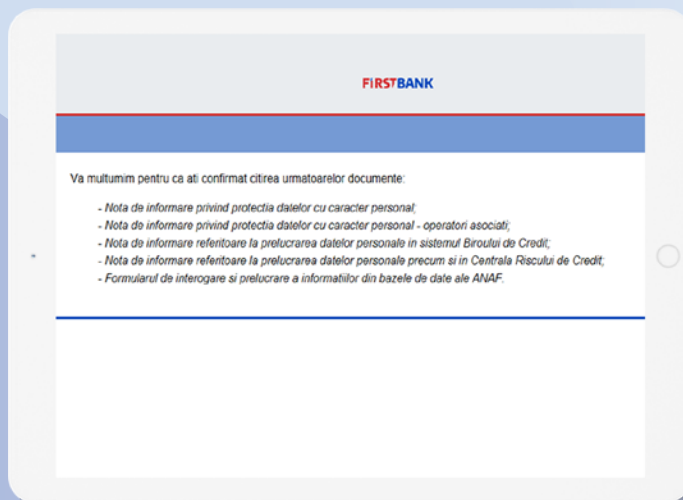 FIRSTBANK
Va multumim pentru ca ati confirmat citirea urmatoarelor documente:
- Nota de informare privind protectia datelor cu caracter personal;
- Nota de informare privind protectia datelor cu caracter personal - operatori asociati;
- Nota de informare referitoare la prelucrarea datelor personale in sistemul Biroului de Credit;
- Nota de informare referitoare la prelucrarea datelor personale precum si in Centrala Riscului de Credit;
- Formularul de interogare si prelucrare a informatiilor din bazele de date ale ANAF.